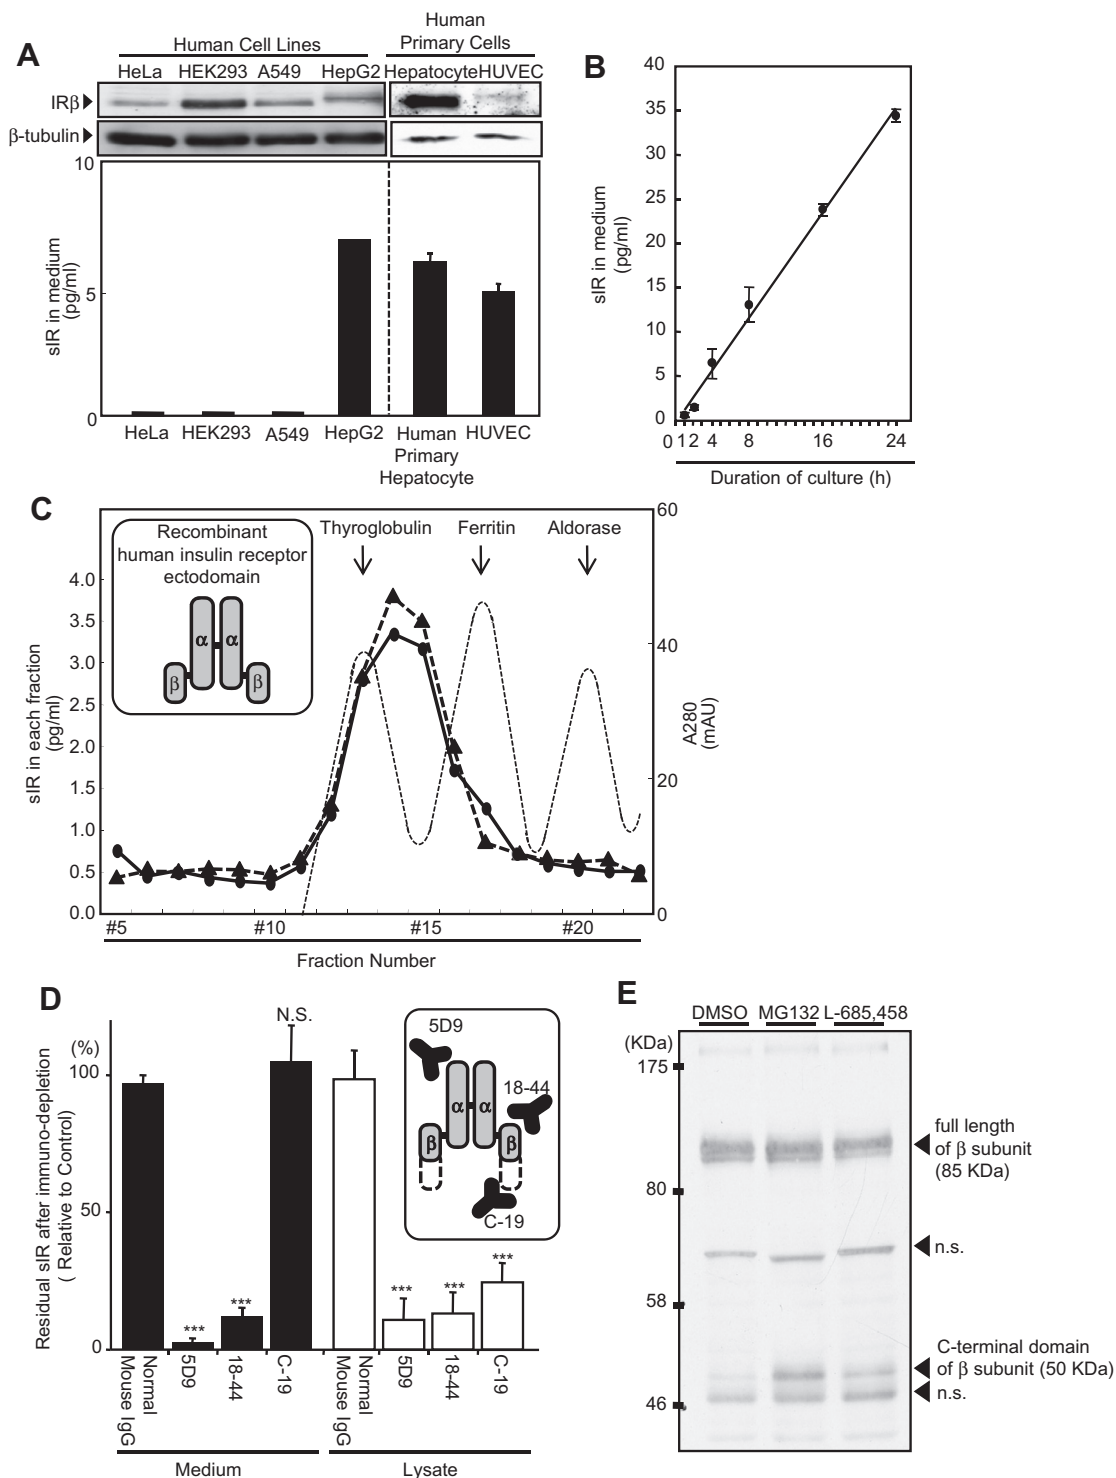 A
Human Cell Lines
Human
Primary Cells
HeLa HEK293 A549 HepG2 Hepatocyte HUVEC
IRβ
β-tubulin
10
5
0
sIR in medium
(pg/ml)
HeLa HEK293 A549 HepG2 Human HUVEC
Primary
Hepatocyte
B
40
35
30
25
20
15
10
5
0
sIR in medium
(pg/ml)
0 1 2 4 8 16 24
Duration of culture (h)
C
Recombinant
human insulin receptor
ectodomain
α α
β β
Thyroglobulin Ferritin Aldorase
4.0
3.5
3.0
2.5
2.0
1.5
1.0
0.5
0.0
sIR in each fraction
(pg/ml)
60
40
20
0
A280
(mAU)
#5 #10 #15 #20
Fraction Number
D
(%)
100
50
0
Residual sIR after immuno-depletion
( Relative to Control)
N.S.
***
***
***
***
***
5D9
18-44
α α
β β
C-19
Normal
Mouse IgG
5D9
18-44
C-19
Normal
Mouse IgG
5D9
18-44
C-19
Medium Lysate
E
DMSO MG132 L-685,458
(KDa)
175
80
58
46
full length
of β subunit
(85 KDa)
n.s.
C-terminal domain
of β subunit (50 KDa)
n.s.